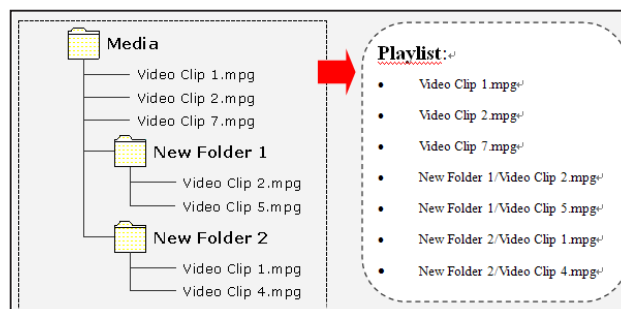 Media
Video Clip 1.mpg
Video Clip 2.mpg
Video Clip 7.mpg
New Folder 1
Video Clip 2.mpg
Video Clip 5.mpg
New Folder 2
Video Clip 1.mpg
Video Clip 4.mpg
Playlist:
• Video Clip 1.mpg
• Video Clip 2.mpg
• Video Clip 7.mpg
• New Folder 1/Video Clip 2.mpg
• New Folder 1/Video Clip 5.mpg
• New Folder 2/Video Clip 1.mpg
• New Folder 2/Video Clip 4.mpg